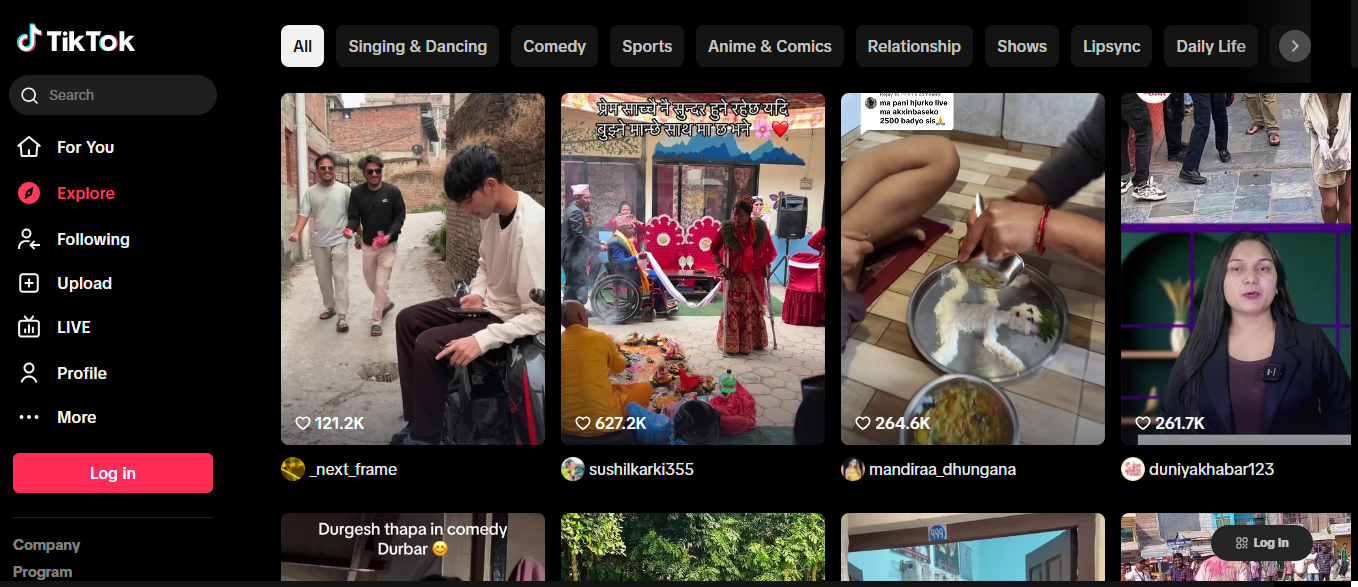 TikTok
All
Singing & Dancing
Comedy
Sports
Anime & Comics
Relationship
Shows
Lipsync
Daily Life
Search
For You
Explore
Following
Upload
LIVE
Profile
More
Log in
Company
Program
121.2K
_next_frame
प्रेम साच्चै नै सुन्दर हुने रहेछ यदि
बुझ्ने मान्छे साथ मा छ भने🌸❤️
627.2K
sushilkarki355
ma pani hjurko live
ma akxinbaseko
2500 badyo sis🙏
264.6K
mandiraa_dhungana
261.7K
duniyakhabar123
Durgesh thapa in comedy
Durbar 😊
999
Log in